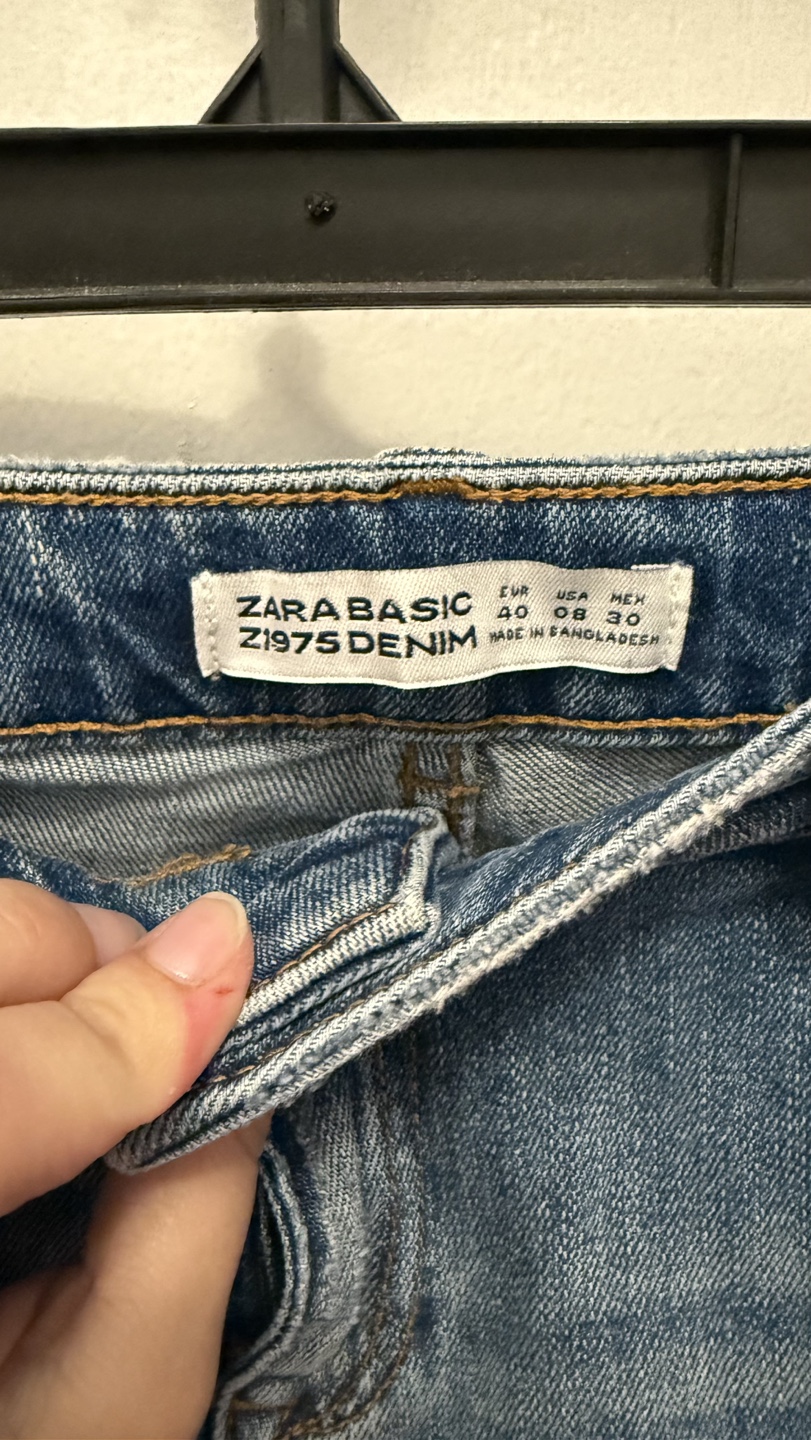 ZARA BASIC
Z1975 DENIM
EUR USA MEX
40 08 30
MADE IN BANGLADESH